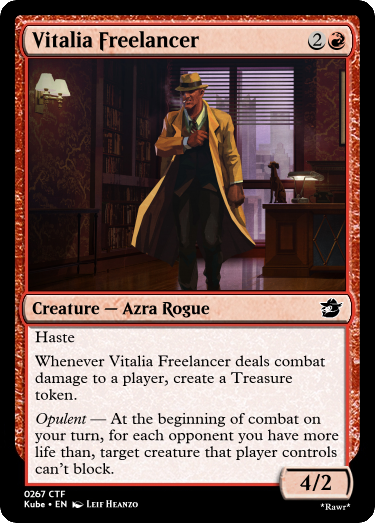 Vitalia Freelancer 2
Creature — Azra Rogue
Haste
Whenever Vitalia Freelancer deals combat
damage to a player, create a Treasure
token.
Opulent — At the beginning of combat on
your turn, for each opponent you have more
life than, target creature that player controls
can't block.
4/2
0267 CTF
Kube • EN Leif Heanzo
*Rawr*